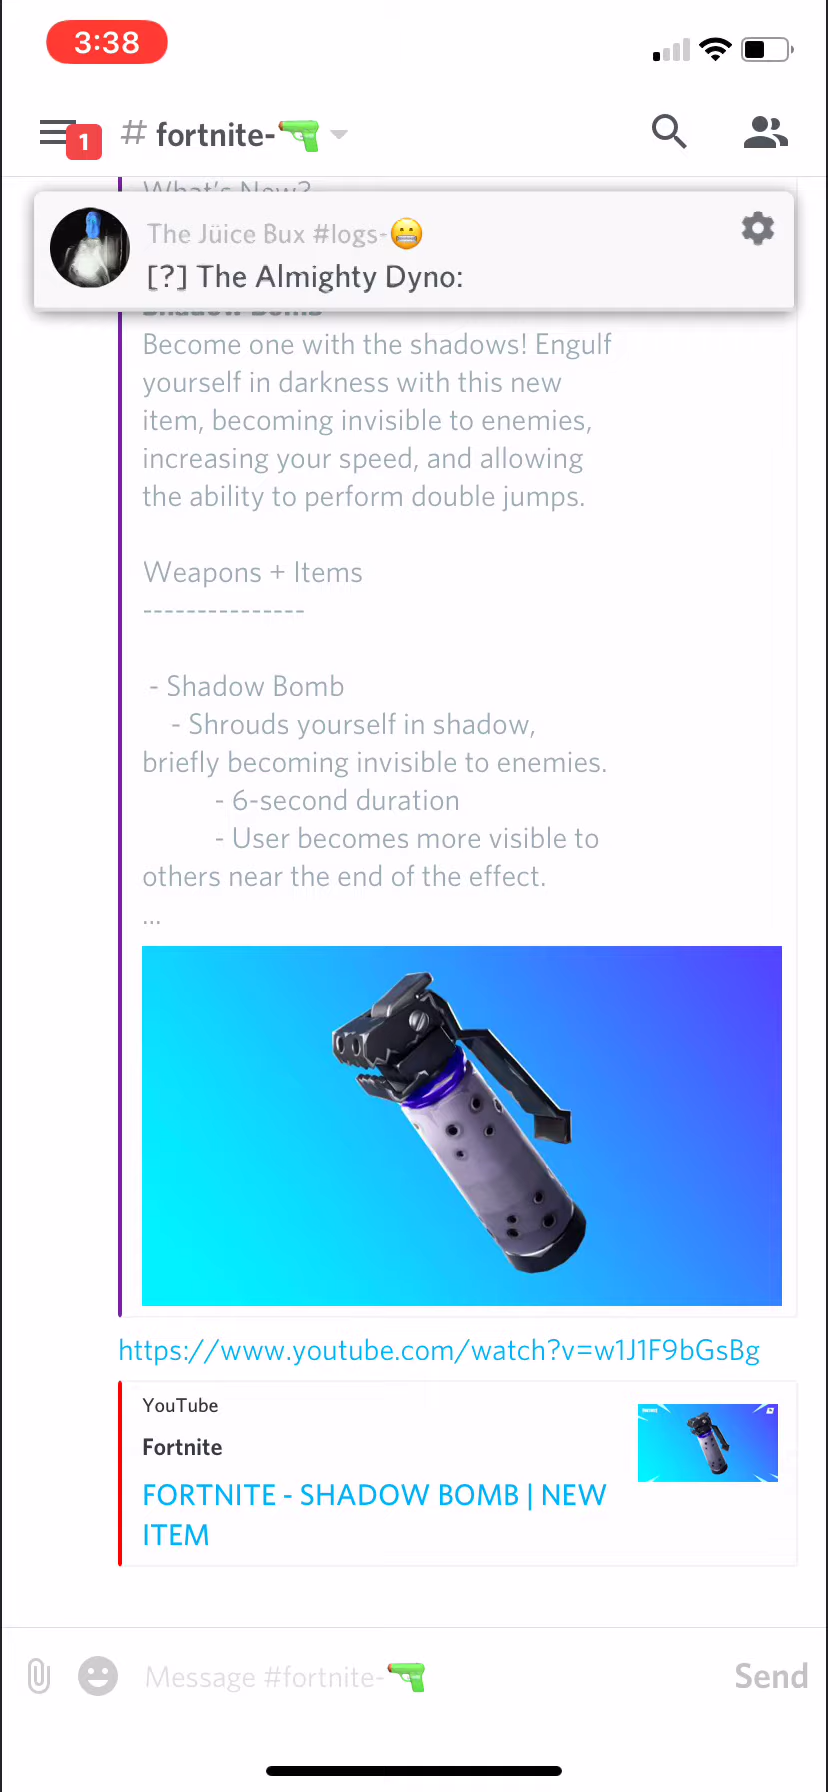 3:38
1
# fortnite-🔫
What's New?
The Jüice Bux #logs-😬
[?] The Almighty Dyno:
Shadow Bomb
Become one with the shadows! Engulf
yourself in darkness with this new
item, becoming invisible to enemies,
increasing your speed, and allowing
the ability to perform double jumps.
Weapons + Items
---------------
- Shadow Bomb
- Shrouds yourself in shadow,
briefly becoming invisible to enemies.
- 6-second duration
- User becomes more visible to
others near the end of the effect.
...
https://www.youtube.com/watch?v=w1J1F9bGsBg
YouTube
Fortnite
FORTNITE - SHADOW BOMB | NEW
ITEM
Message #fortnite-🔫
Send